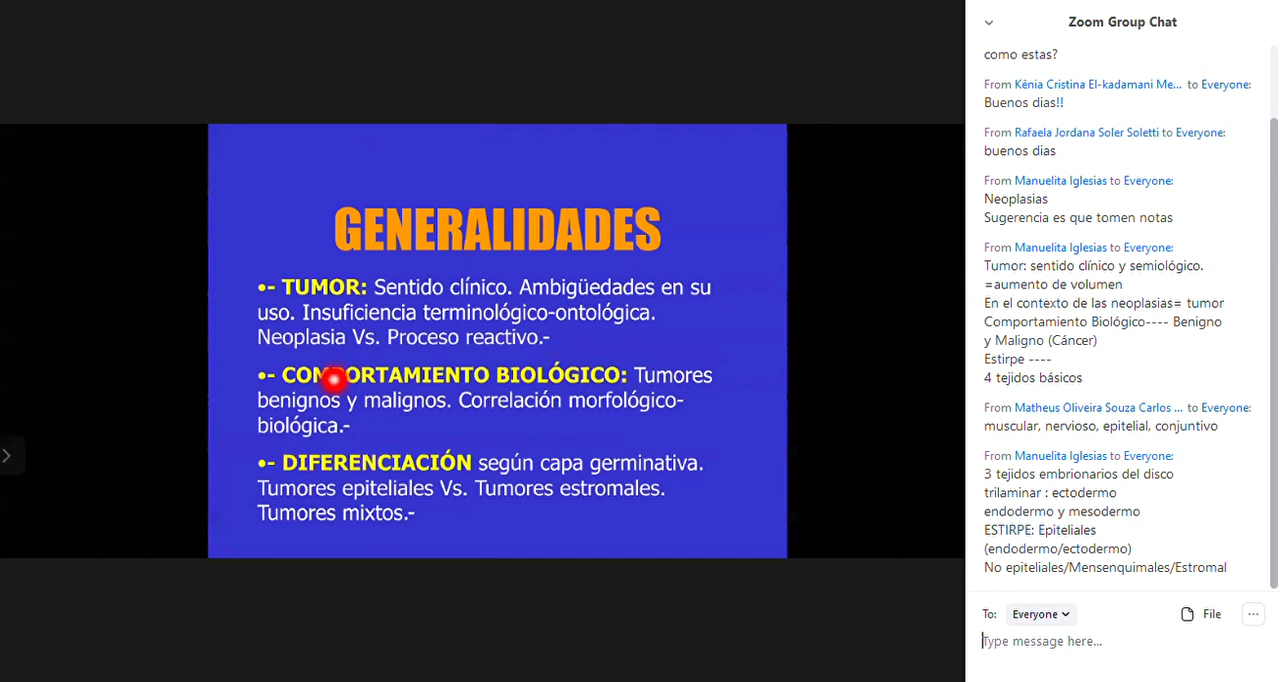 GENERALIDADES
•- TUMOR: Sentido clínico. Ambigüedades en su
uso. Insuficiencia terminológico-ontológica.
Neoplasia Vs. Proceso reactivo.-
•- COMPORTAMIENTO BIOLÓGICO: Tumores
benignos y malignos. Correlación morfológico-
biológica.-
•- DIFERENCIACIÓN según capa germinativa.
Tumores epiteliales Vs. Tumores estromales.
Tumores mixtos.-
Zoom Group Chat
como estas?
From Kênia Cristina El-kadamani Me... to Everyone:
Buenos dias!!
From Rafaela Jordana Soler Soletti to Everyone:
buenos dias
From Manuelita Iglesias to Everyone:
Neoplasias
Sugerencia es que tomen notas
From Manuelita Iglesias to Everyone:
Tumor: sentido clínico y semiológico.
=aumento de volumen
En el contexto de las neoplasias= tumor
Comportamiento Biológico---- Benigno
y Maligno (Cáncer)
Estirpe ----
4 tejidos básicos
From Matheus Oliveira Souza Carlos ... to Everyone:
muscular, nervioso, epitelial, conjuntivo
From Manuelita Iglesias to Everyone:
3 tejidos embrionarios del disco
trilaminar : ectodermo
endodermo y mesodermo
ESTIRPE: Epiteliales
(endodermo/ectodermo)
No epiteliales/Mensenquimales/Estromal
To: Everyone File ...
Type message here...